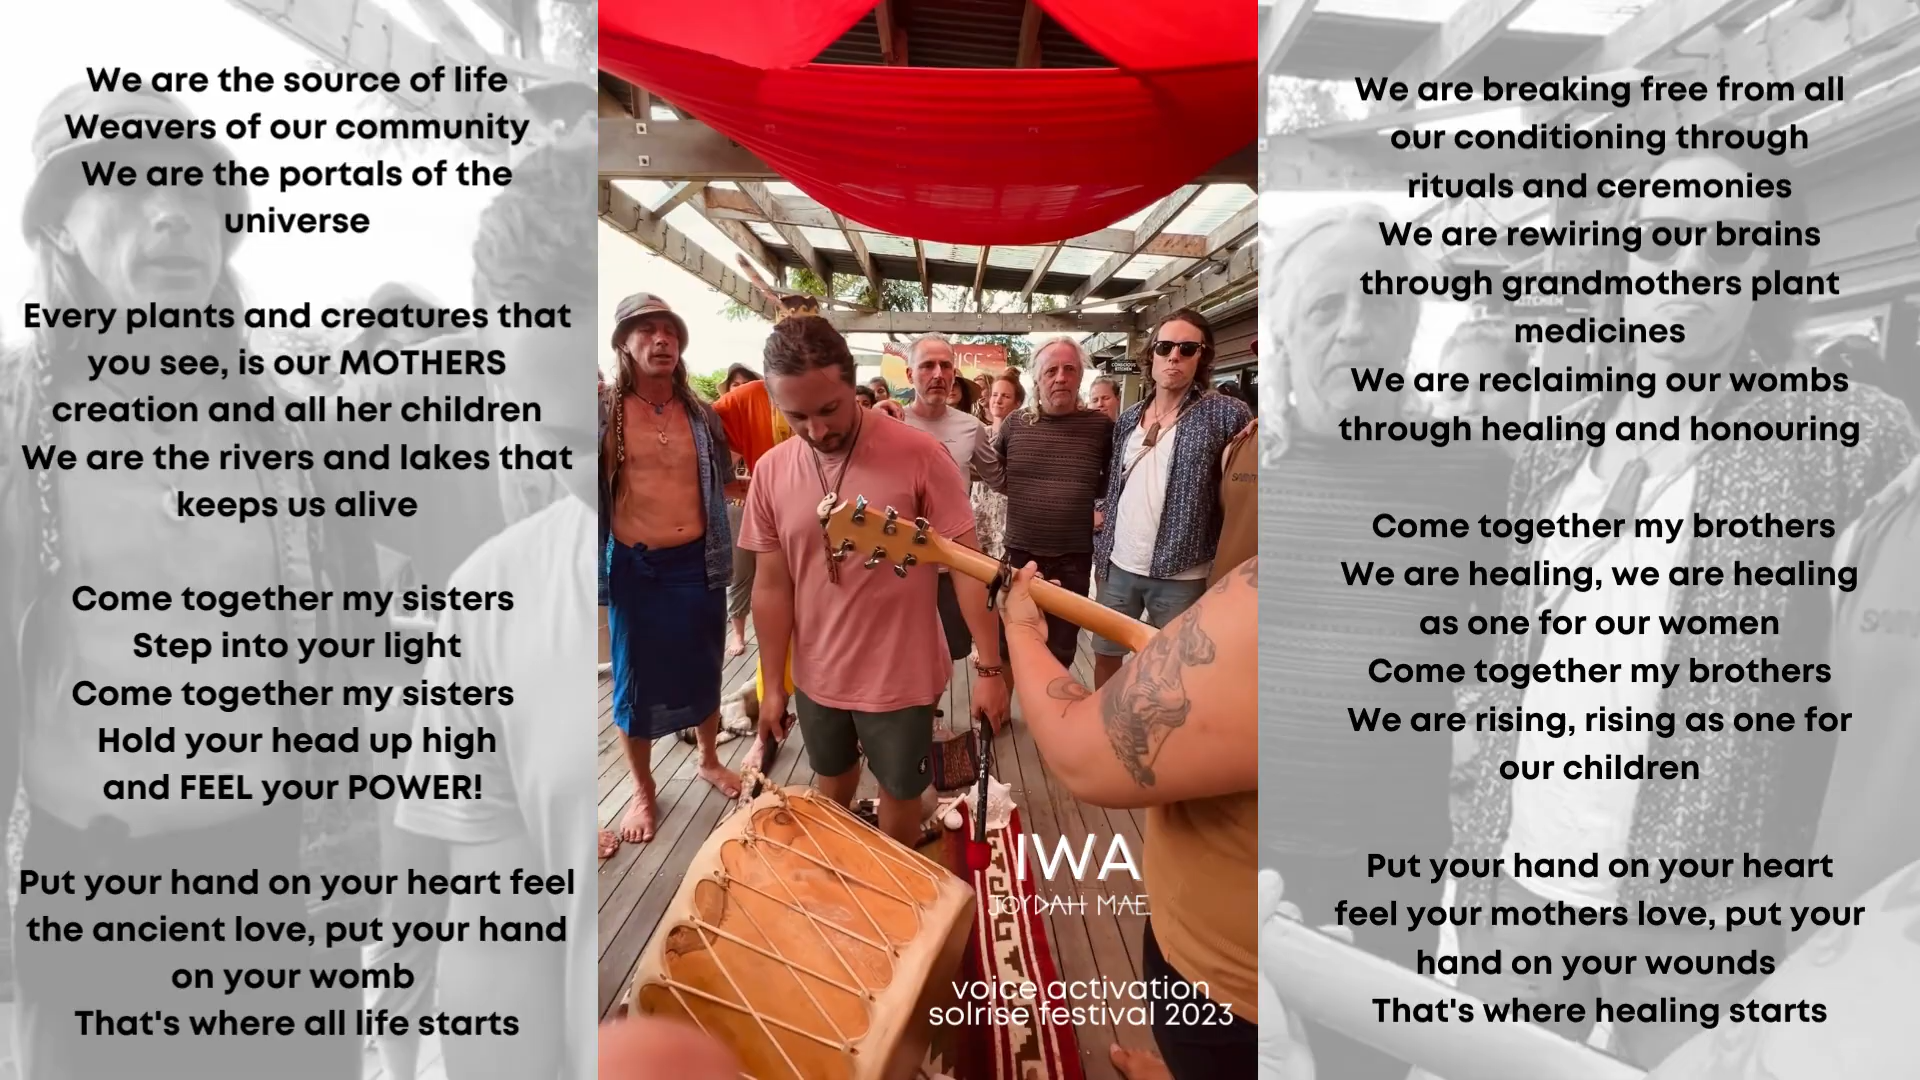 We are the source of life
Weavers of our community
We are the portals of the
universe
Every plants and creatures that
you see, is our MOTHERS
creation and all her children
We are the rivers and lakes that
keeps us alive
Come together my sisters
Step into your light
Come together my sisters
Hold your head up high
and FEEL your POWER!
Put your hand on your heart feel
the ancient love, put your hand
on your womb
That's where all life starts
CONSCIOUS
KITCHEN
IWA
JOYDAH MAE
voice activation
solrise festival 2023
We are breaking free from all
our conditioning through
rituals and ceremonies
We are rewiring our brains
through grandmothers plant
medicines
We are reclaiming our wombs
through healing and honouring
Come together my brothers
We are healing, we are healing
as one for our women
Come together my brothers
We are rising, rising as one for
our children
Put your hand on your heart
feel your mothers love, put your
hand on your wounds
That's where healing starts